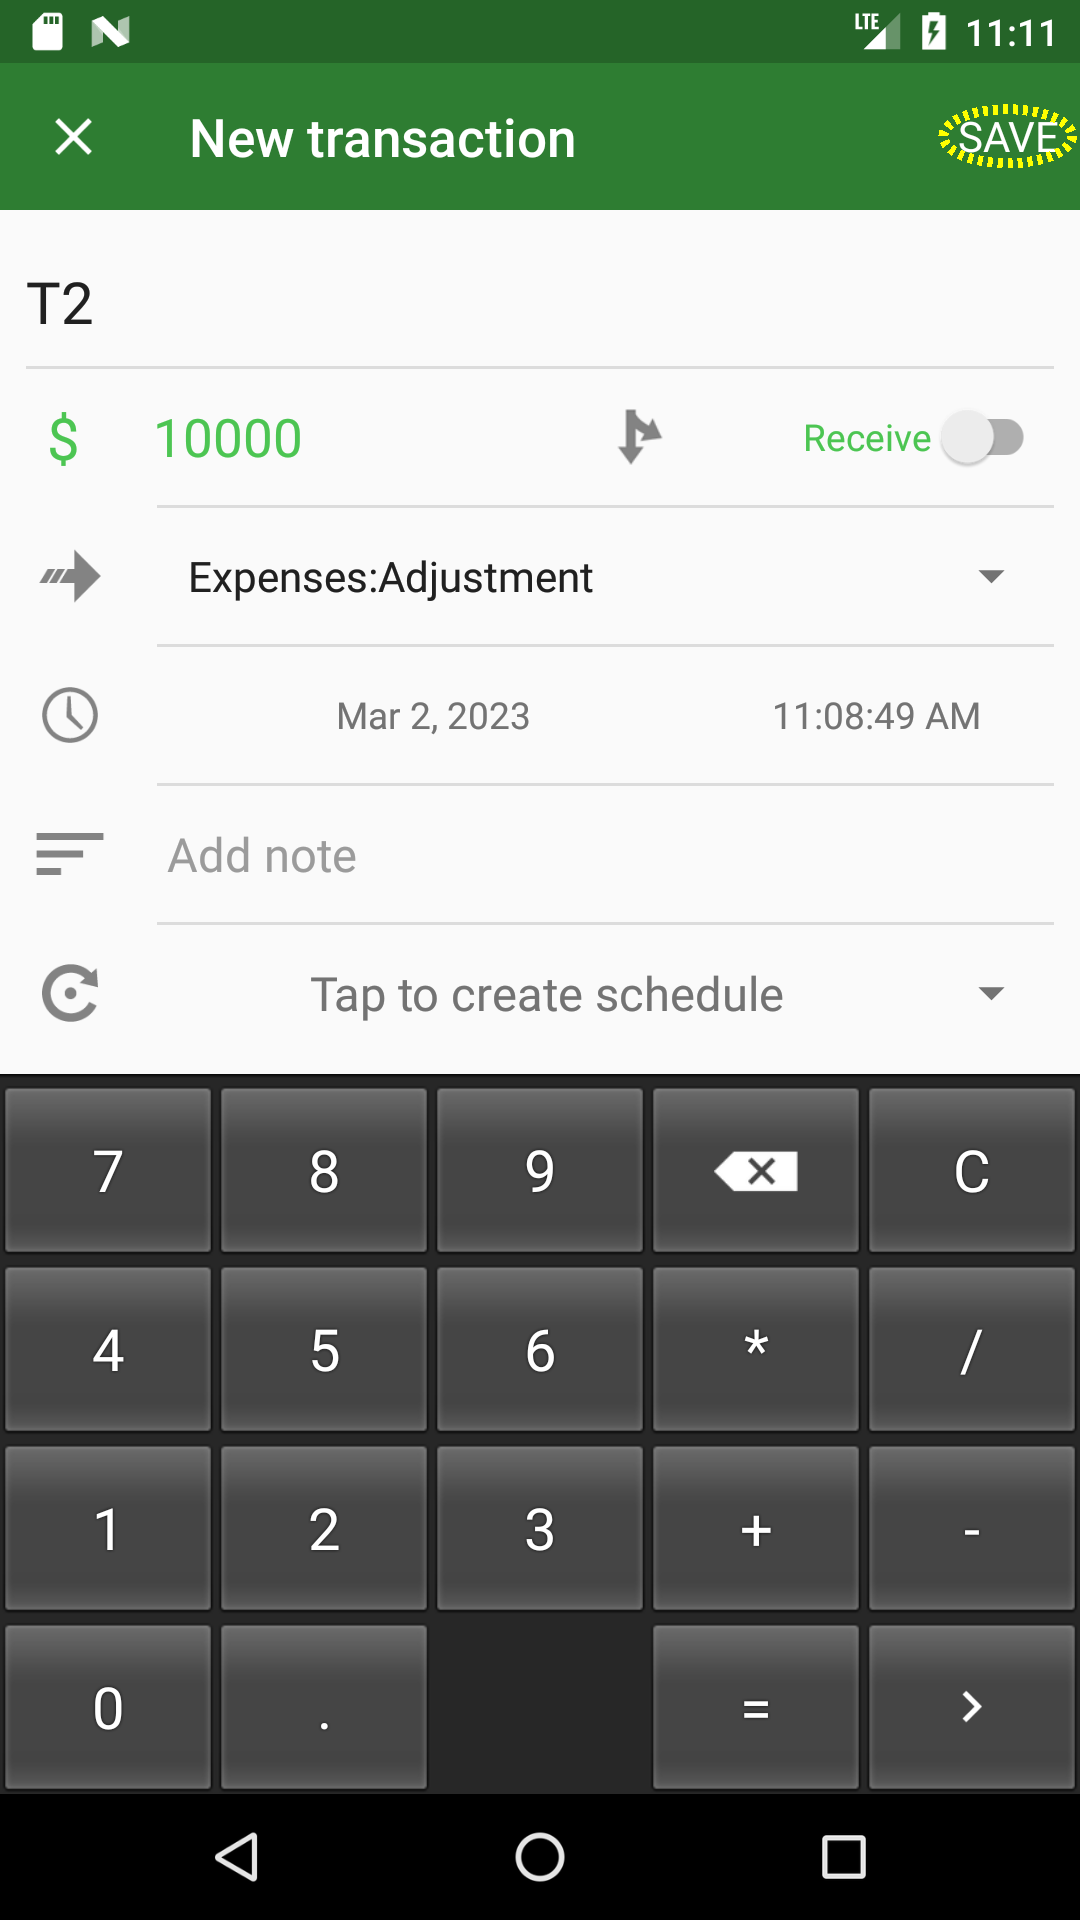 LTE 11:11
New transaction SAVE
T2
$ 10000 Receive
Expenses:Adjustment
Mar 2, 2023 11:08:49 AM
Add note
Tap to create schedule
7 8 9 C
4 5 6 * /
1 2 3 + -
0 . = >